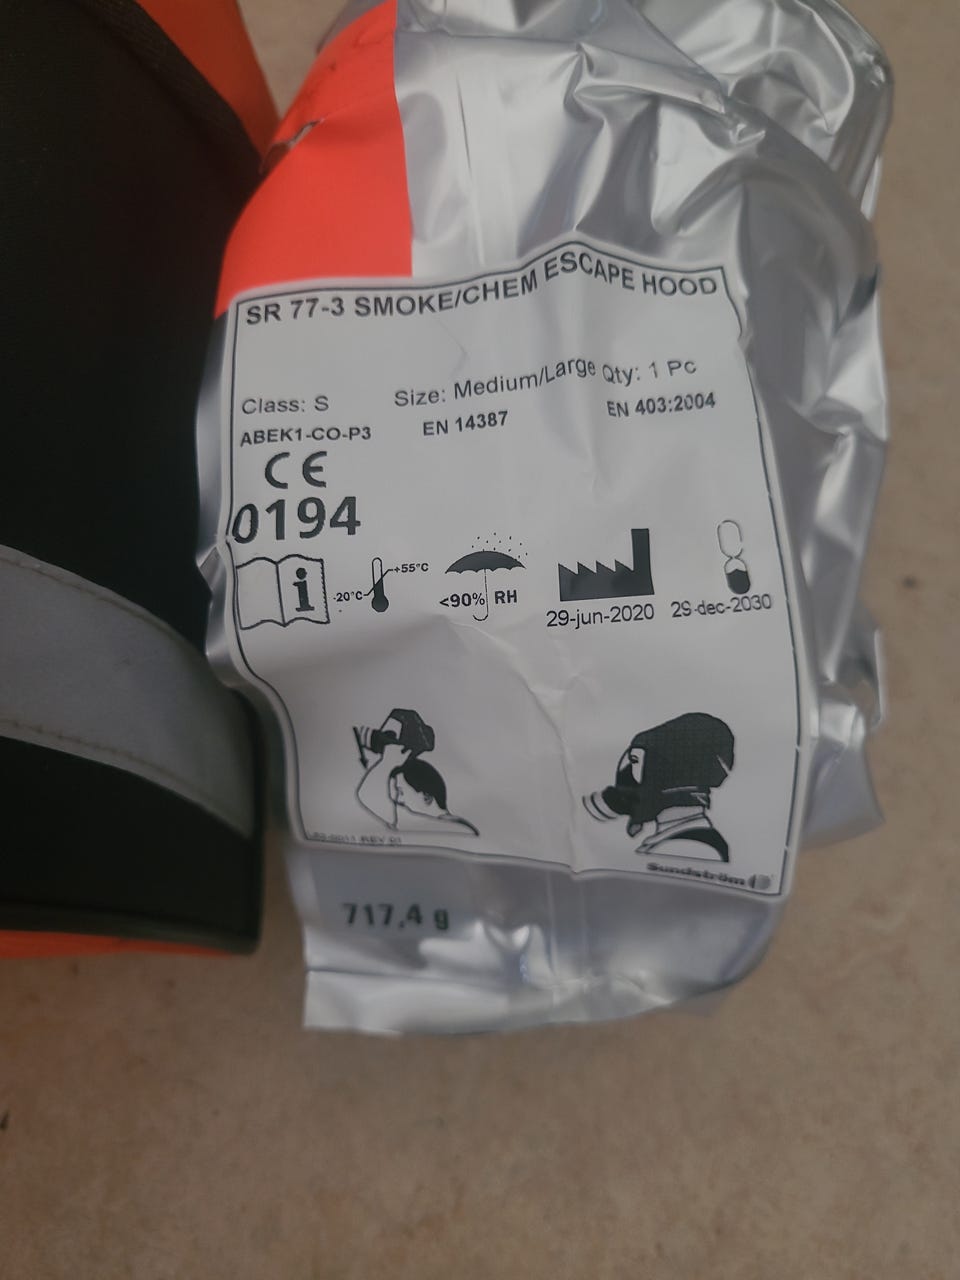 SR 77-3 SMOKE/CHEM ESCAPE HOOD
Class: S Size: Medium/Large Qty: 1 Pc
ABEK1-CO-P3 EN 14387 EN 403:2004
CE
0194
i -20°C +55°C <90% RH
29-jun-2020 29-dec-2030
Sundström
717,4 g